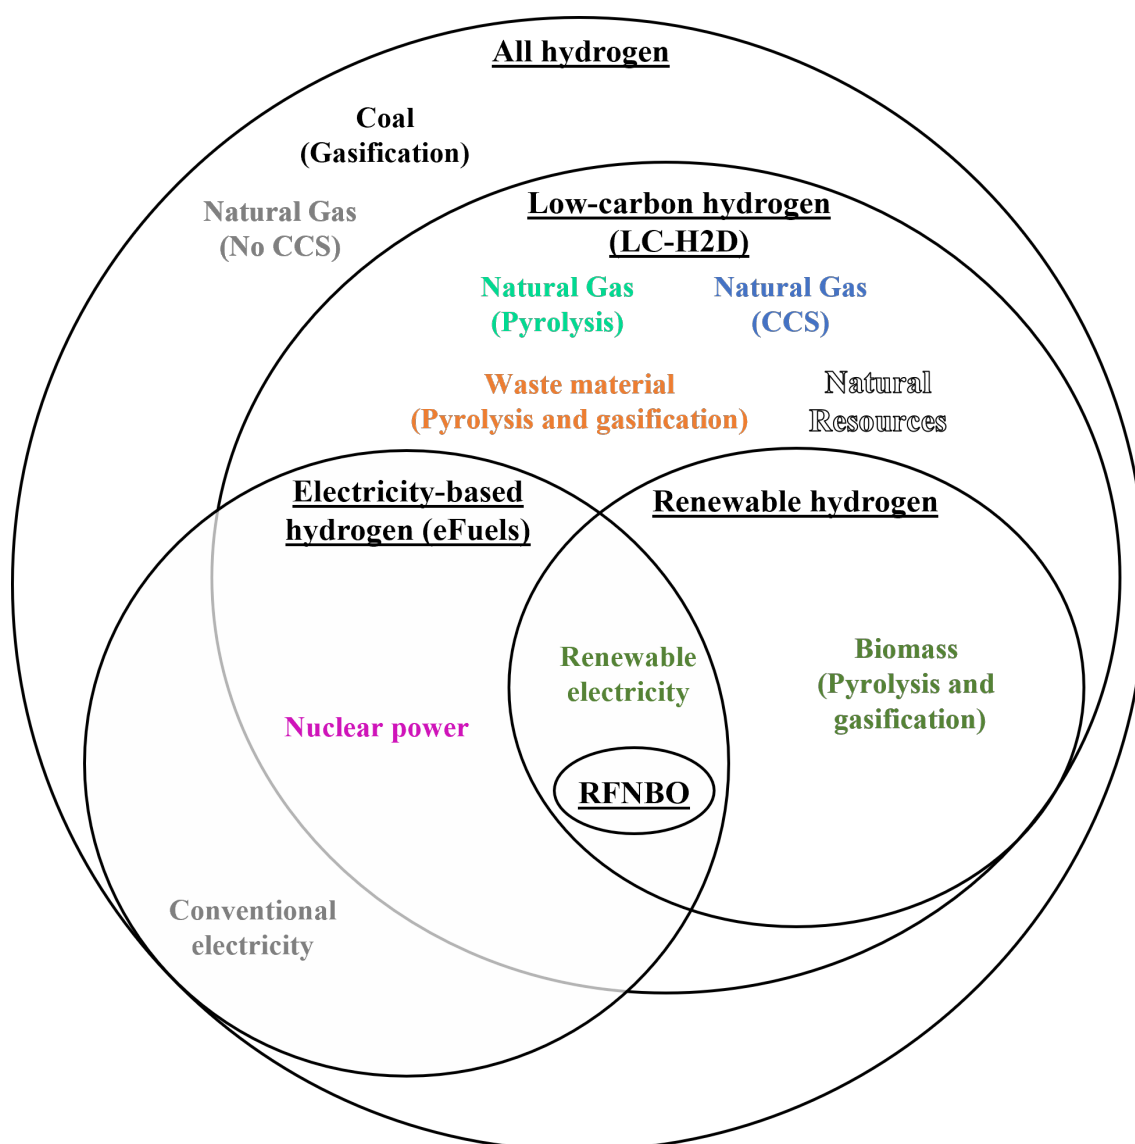 All hydrogen
Coal
(Gasification)
Natural Gas
(No CCS)
Low-carbon hydrogen
(LC-H2D)
Natural Gas
(Pyrolysis)
Natural Gas
(CCS)
Waste material
(Pyrolysis and gasification)
Natural
Resources
Electricity-based
hydrogen (eFuels)
Renewable hydrogen
Renewable
electricity
Biomass
(Pyrolysis and
gasification)
Nuclear power
RFNBO
Conventional
electricity